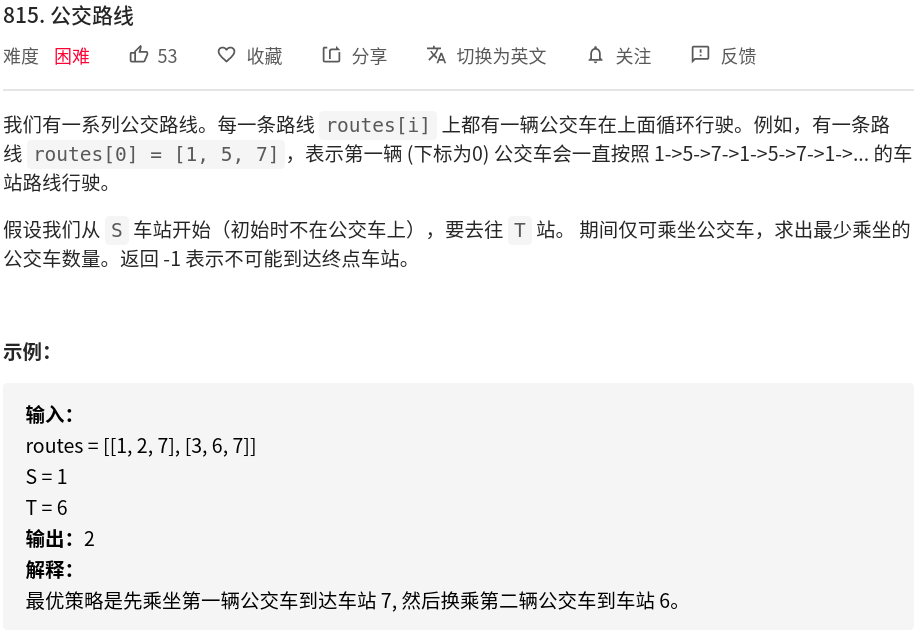 815. 公交路线
难度 困难 53 收藏 分享 切换为英文 关注 反馈
我们有一系列公交路线。每一条路线 routes[i] 上都有一辆公交车在上面循环行驶。例如，有一条路
线 routes[0] = [1, 5, 7]，表示第一辆 (下标为0) 公交车会一直按照 1->5->7->1->5->7->1->... 的车
站路线行驶。
假设我们从 S 车站开始（初始时不在公交车上），要去往 T 站。 期间仅可乘坐公交车，求出最少乘坐的
公交车数量。返回 -1 表示不可能到达终点车站。
示例：
输入：
routes = [[1, 2, 7], [3, 6, 7]]
S = 1
T = 6
输出：2
解释：
最优策略是先乘坐第一辆公交车到达车站 7, 然后换乘第二辆公交车到车站 6。